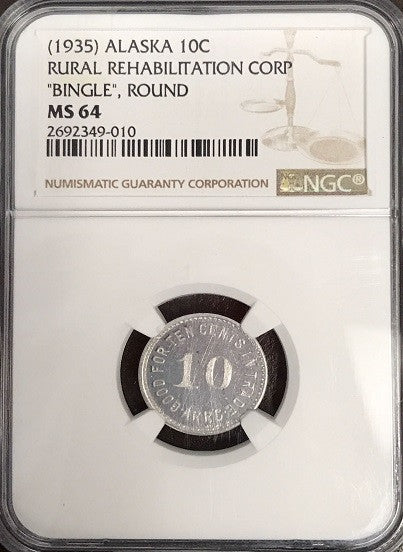 (1935) ALASKA 10C
RURAL REHABILITATION CORP
"BINGLE", ROUND
MS 64
2692349-010
NUMISMATIC GUARANTY CORPORATION
NGC®
GOOD FOR TEN CENTS IN TRADE
10
ARRC